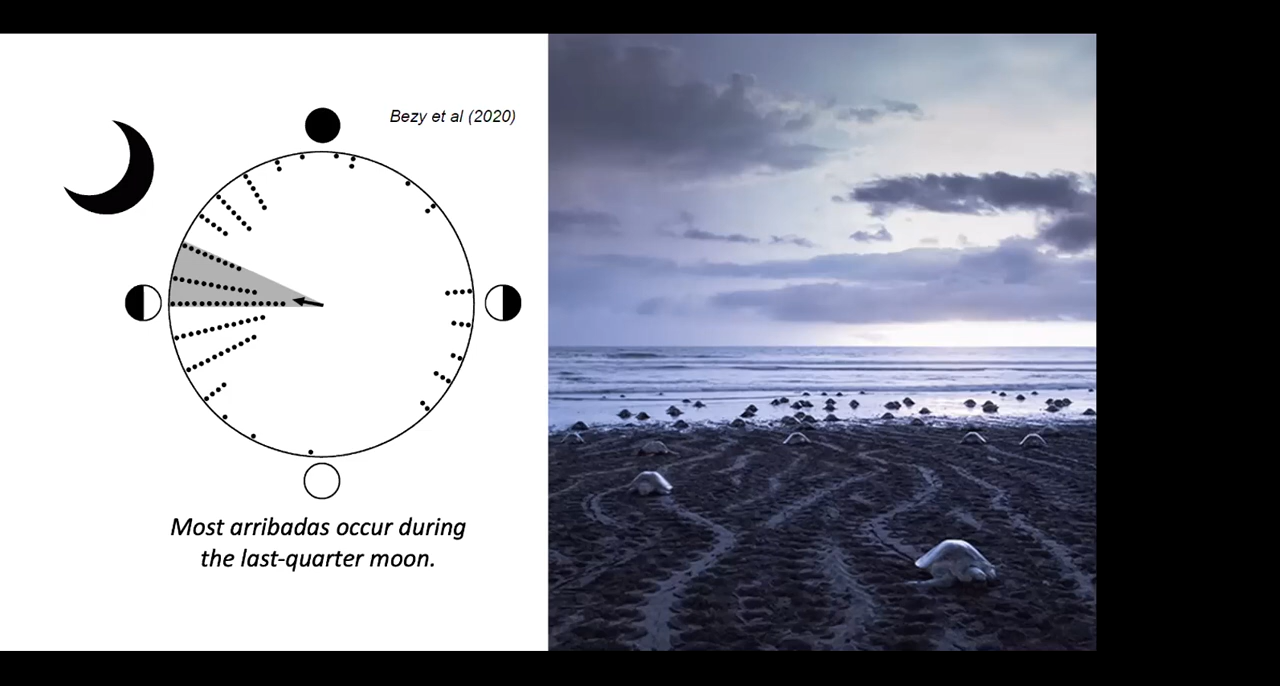 Bezy et al (2020)
Most arribadas occur during
the last-quarter moon.